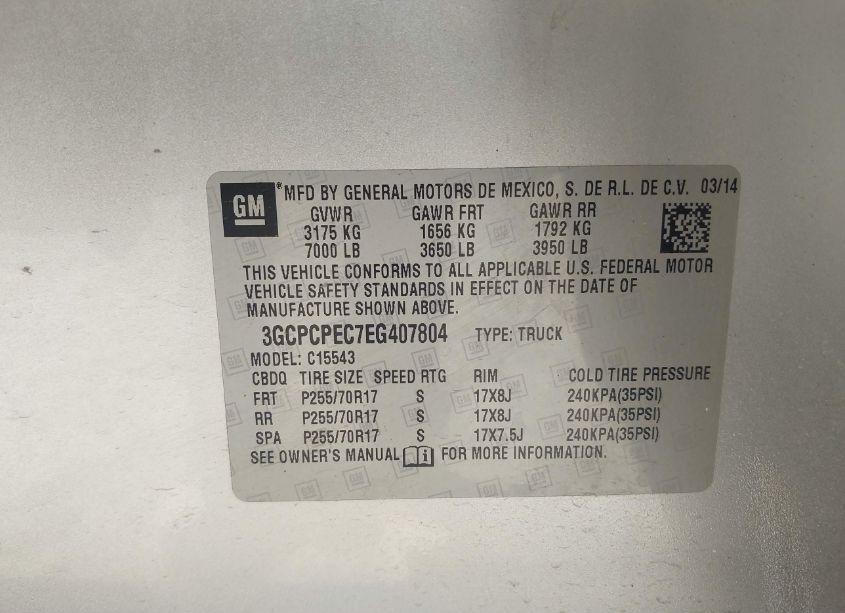 GM ® MFD BY GENERAL MOTORS DE MEXICO, S. DE R.L. DE C.V. 03/14
GVWR GAWR FRT GAWR RR
3175 KG 1656 KG 1792 KG
7000 LB 3650 LB 3950 LB
THIS VEHICLE CONFORMS TO ALL APPLICABLE U.S. FEDERAL MOTOR
VEHICLE SAFETY STANDARDS IN EFFECT ON THE DATE OF
MANUFACTURE SHOWN ABOVE.
3GCPCPEC7EG407804 TYPE: TRUCK
MODEL: C15543
CBDQ TIRE SIZE SPEED RTG RIM COLD TIRE PRESSURE
FRT P255/70R17 S 17X8J 240KPA(35PSI)
RR P255/70R17 S 17X8J 240KPA(35PSI)
SPA P255/70R17 S 17X7.5J 240KPA(35PSI)
SEE OWNER'S MANUAL i FOR MORE INFORMATION.